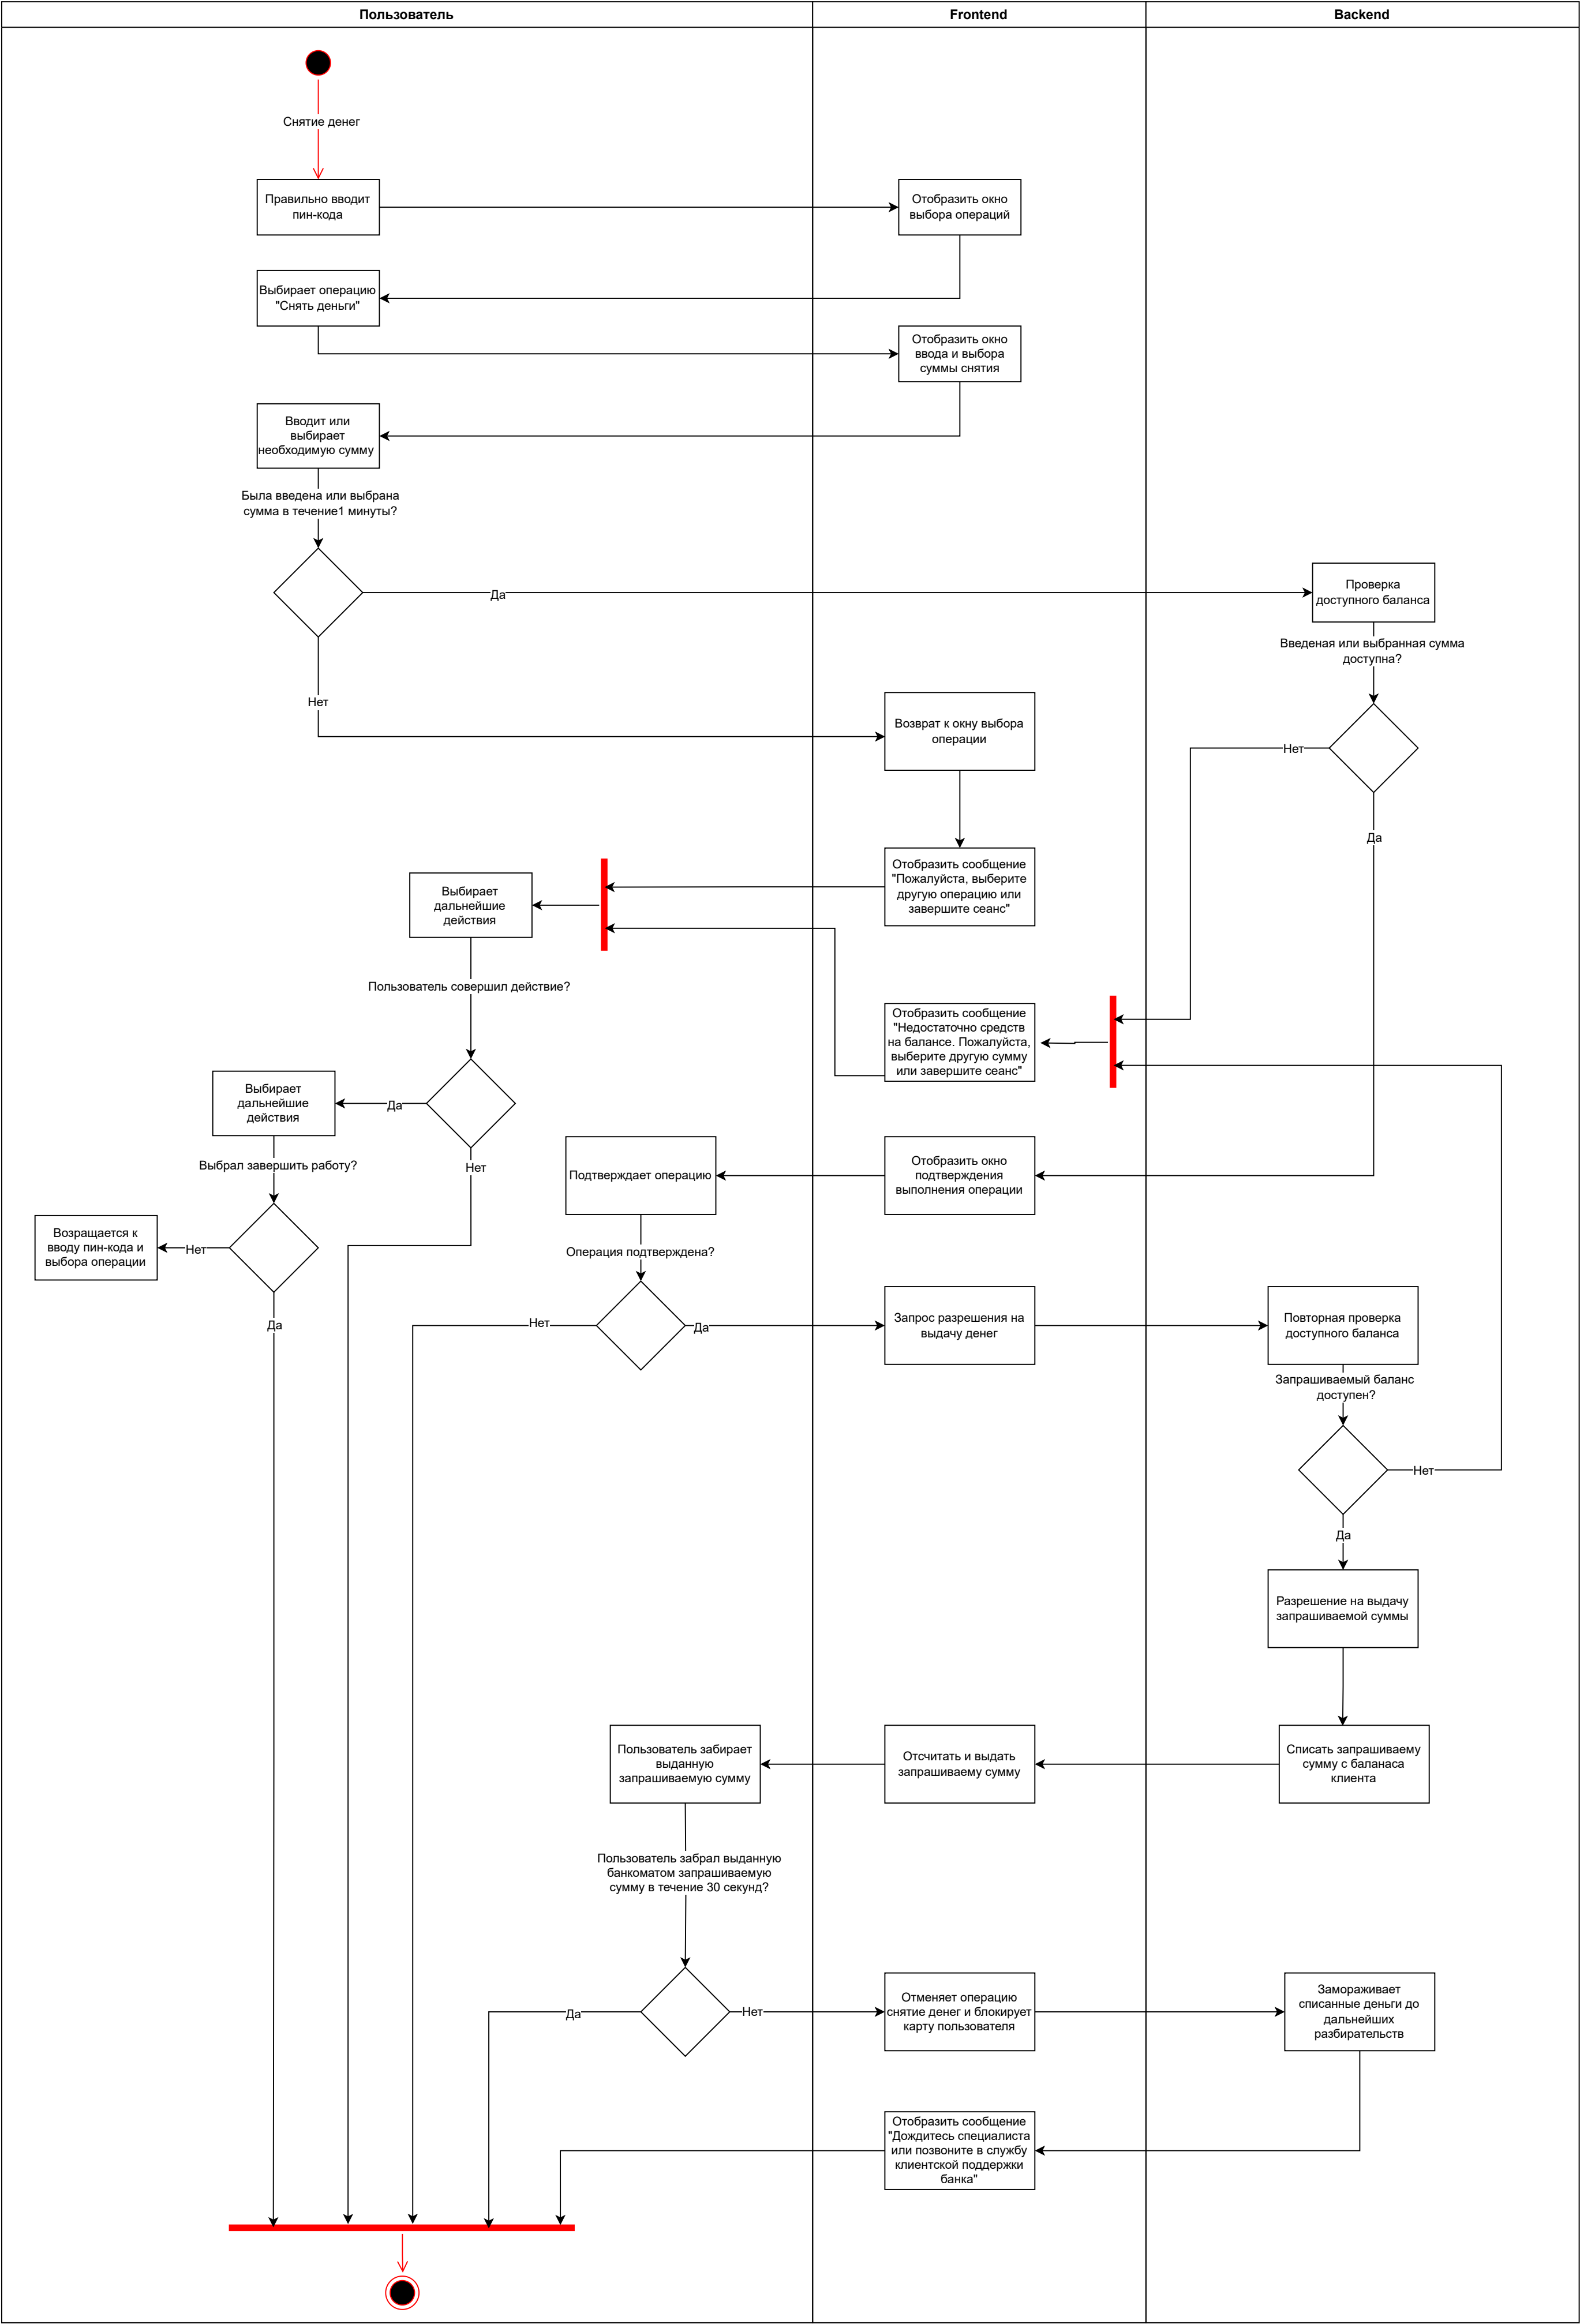 Пользователь
Frontend
Backend
Снятие денег
Правильно вводит
пин-кода
Отобразить окно
выбора операций
Выбирает операцию
"Снять деньги"
Отобразить окно
ввода и выбора
суммы снятия
Вводит или
выбирает
необходимую сумму
Была введена или выбрана
сумма в течение1 минуты?
Да
Проверка
доступного баланса
Введеная или выбранная сумма
доступна?
Нет
Возврат к окну выбора
операции
Нет
Да
Отобразить сообщение
"Пожалуйста, выберите
другую операцию или
завершите сеанс"
Выбирает
дальнейшие
действия
Пользователь совершил действие?
Отобразить сообщение
"Недостаточно средств
на балансе. Пожалуйста,
выберите другую сумму
или завершите сеанс"
Выбирает
дальнейшие
действия
Да
Нет
Выбрал завершить работу?
Подтверждает операцию
Отобразить окно
подтверждения
выполнения операции
Возращается к
вводу пин-кода и
выбора операции
Нет
Операция подтверждена?
Да
Нет
Да
Запрос разрешения на
выдачу денег
Повторная проверка
доступного баланса
Запрашиваемый баланс
доступен?
Нет
Да
Разрешение на выдачу
запрашиваемой суммы
Пользователь забирает
выданную
запрашиваемую сумму
Отсчитать и выдать
запрашиваему сумму
Списать запрашиваему
сумму с баланаса
клиента
Пользователь забрал выданную
банкоматом запрашиваемую
сумму в течение 30 секунд?
Да
Нет
Отменяет операцию
снятие денег и блокирует
карту пользователя
Замораживает
списанные деньги до
дальнейших
разбирательств
Отобразить сообщение
"Дождитесь специалиста
или позвоните в службу
клиентской поддержки
банка"